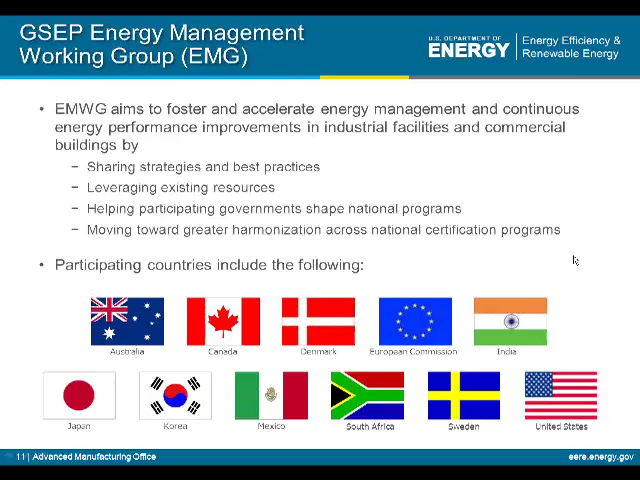 GSEP Energy Management
Working Group (EMG)
U.S. DEPARTMENT OF
ENERGY
Energy Efficiency &
Renewable Energy
• EMWG aims to foster and accelerate energy management and continuous
energy performance improvements in industrial facilities and commercial
buildings by
− Sharing strategies and best practices
− Leveraging existing resources
− Helping participating governments shape national programs
− Moving toward greater harmonization across national certification programs
• Participating countries include the following:
Australia Canada Denmark European Commission India
Japan Korea Mexico South Africa Sweden United States
11 | Advanced Manufacturing Office eere.energy.gov